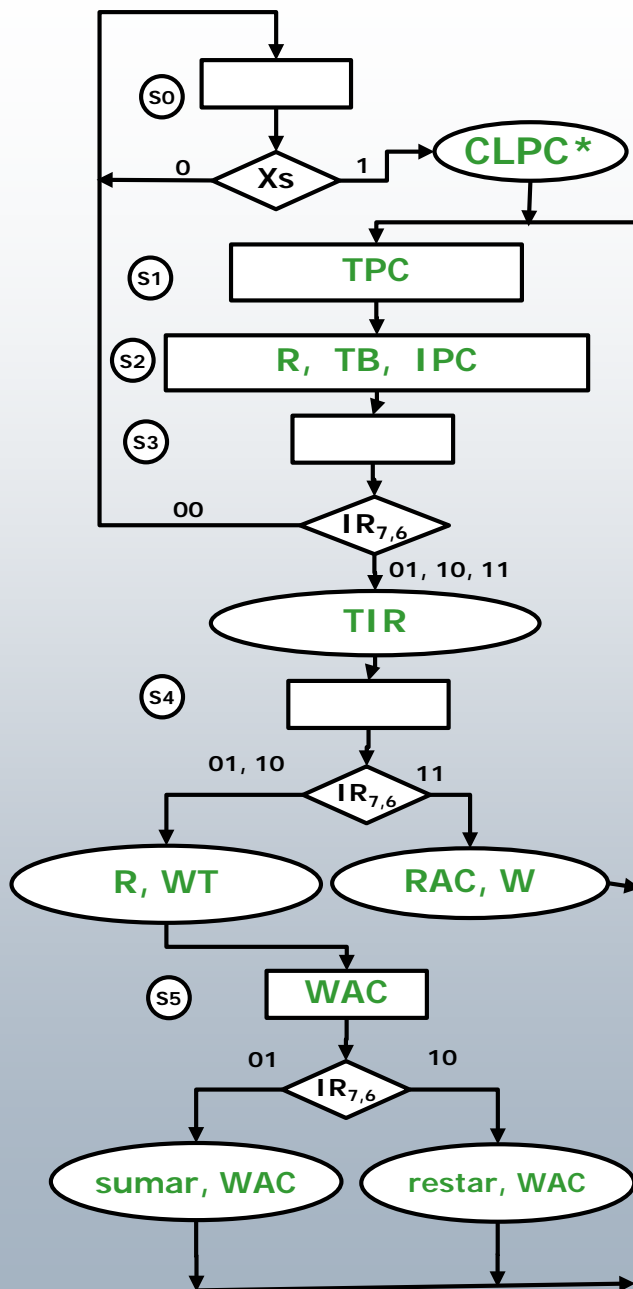 S0
0
Xs
1
CLPC*
S1
TPC
S2
R, TB, IPC
S3
00
IR7,6
01, 10, 11
TIR
S4
01, 10
IR7,6
11
R, WT
RAC, W
S5
WAC
01
IR7,6
10
sumar, WAC
restar, WAC